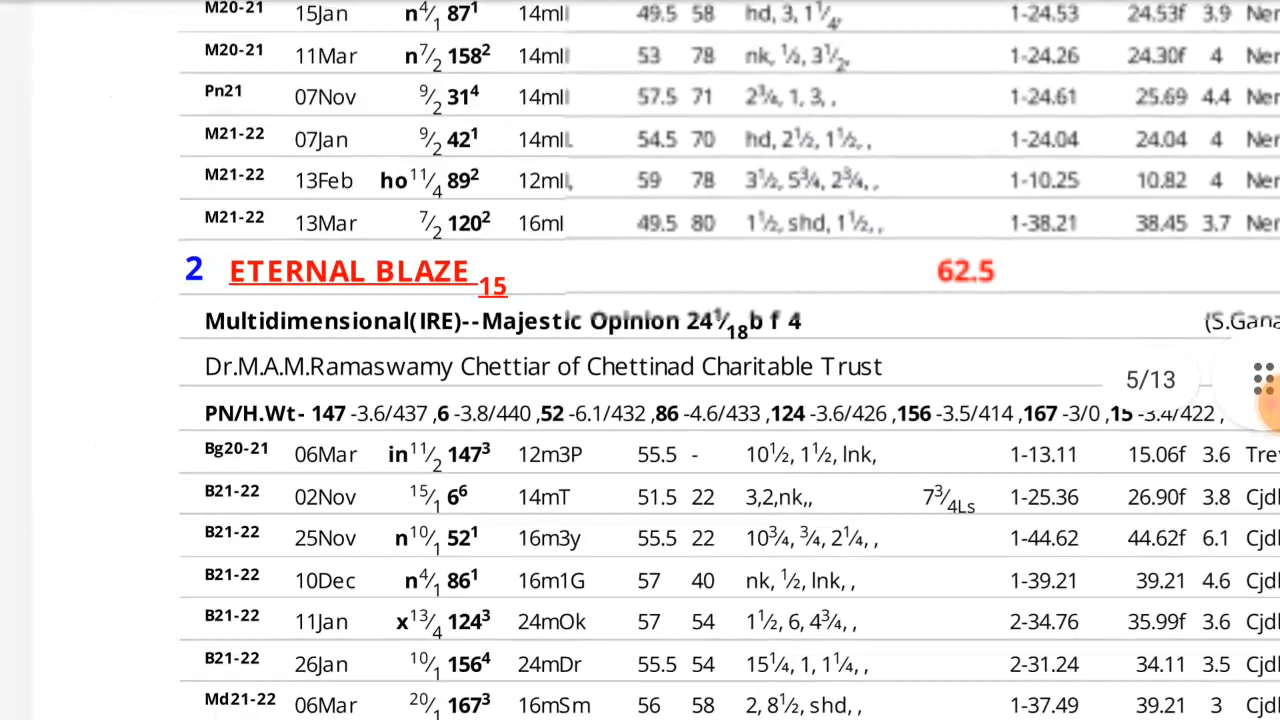 M20-21 15Jan n4/1 87¹ 14mI 49.5 58 hd, 3, 1¼, 1-24.53 24.53f 3.9 Ner
M20-21 11Mar n7/2 158² 14mI 53 78 nk, ½, 3½, 1-24.26 24.30f 4 Ner
Pn21 07Nov 9/2 31⁴ 14mI 57.5 71 2¾, 1, 3, , 1-24.61 25.69 4.4 Ner
M21-22 07Jan 9/2 42¹ 14mI 54.5 70 hd, 2½, 1½, , 1-24.04 24.04 4 Ner
M21-22 13Feb ho11/4 89² 12mI 59 78 3½, 5¾, 2¾, , 1-10.25 10.82 4 Ner
M21-22 13Mar 7/2 120² 16mI 49.5 80 1½, shd, 1½, , 1-38.21 38.45 3.7 Ner
2 ETERNAL BLAZE 15 62.5
Multidimensional(IRE)--Majestic Opinion 241/18 b f 4 (S.Gana
Dr.M.A.M.Ramaswamy Chettiar of Chettinad Charitable Trust
5/13
PN/H.Wt- 147 -3.6/437 ,6 -3.8/440 ,52 -6.1/432 ,86 -4.6/433 ,124 -3.6/426 ,156 -3.5/414 ,167 -3/0 ,15 -3.4/422 ,
Bg20-21 06Mar in11/2 147³ 12m3P 55.5 - 10½, 1½, lnk, 1-13.11 15.06f 3.6 Trev
B21-22 02Nov 15/1 6⁶ 14mT 51.5 22 3,2,nk,, 7¾Ls 1-25.36 26.90f 3.8 Cjdl
B21-22 25Nov n10/1 52¹ 16m3y 55.5 22 10¾, ¾, 2¼, , 1-44.62 44.62f 6.1 Cjdl
B21-22 10Dec n4/1 86¹ 16m1G 57 40 nk, ½, lnk, , 1-39.21 39.21 4.6 Cjdl
B21-22 11Jan x13/4 124³ 24mOk 57 54 1½, 6, 4¾, , 2-34.76 35.99f 3.6 Cjdl
B21-22 26Jan 10/1 156⁴ 24mDr 55.5 54 15¼, 1, 1¼, , 2-31.24 34.11 3.5 Cjdl
Md21-22 06Mar 20/1 167³ 16mSm 56 58 2, 8½, shd, , 1-37.49 39.21 3 Cjdl